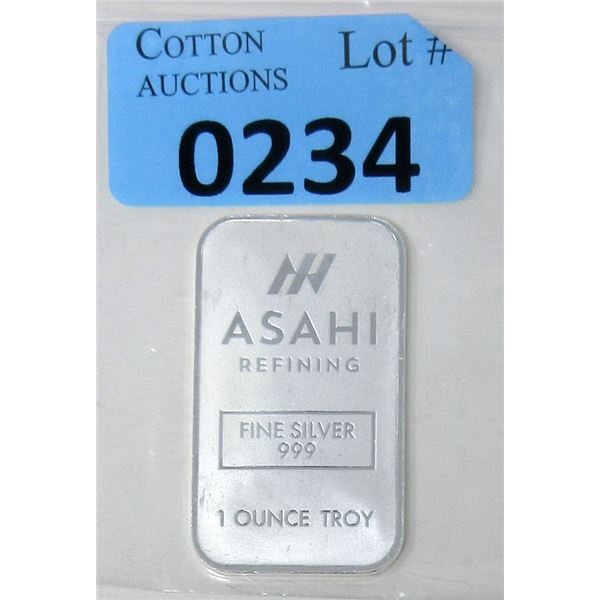 COTTON Lot #
AUCTIONS
0234
ASAHI
REFINING
FINE SILVER
999
1 OUNCE TROY